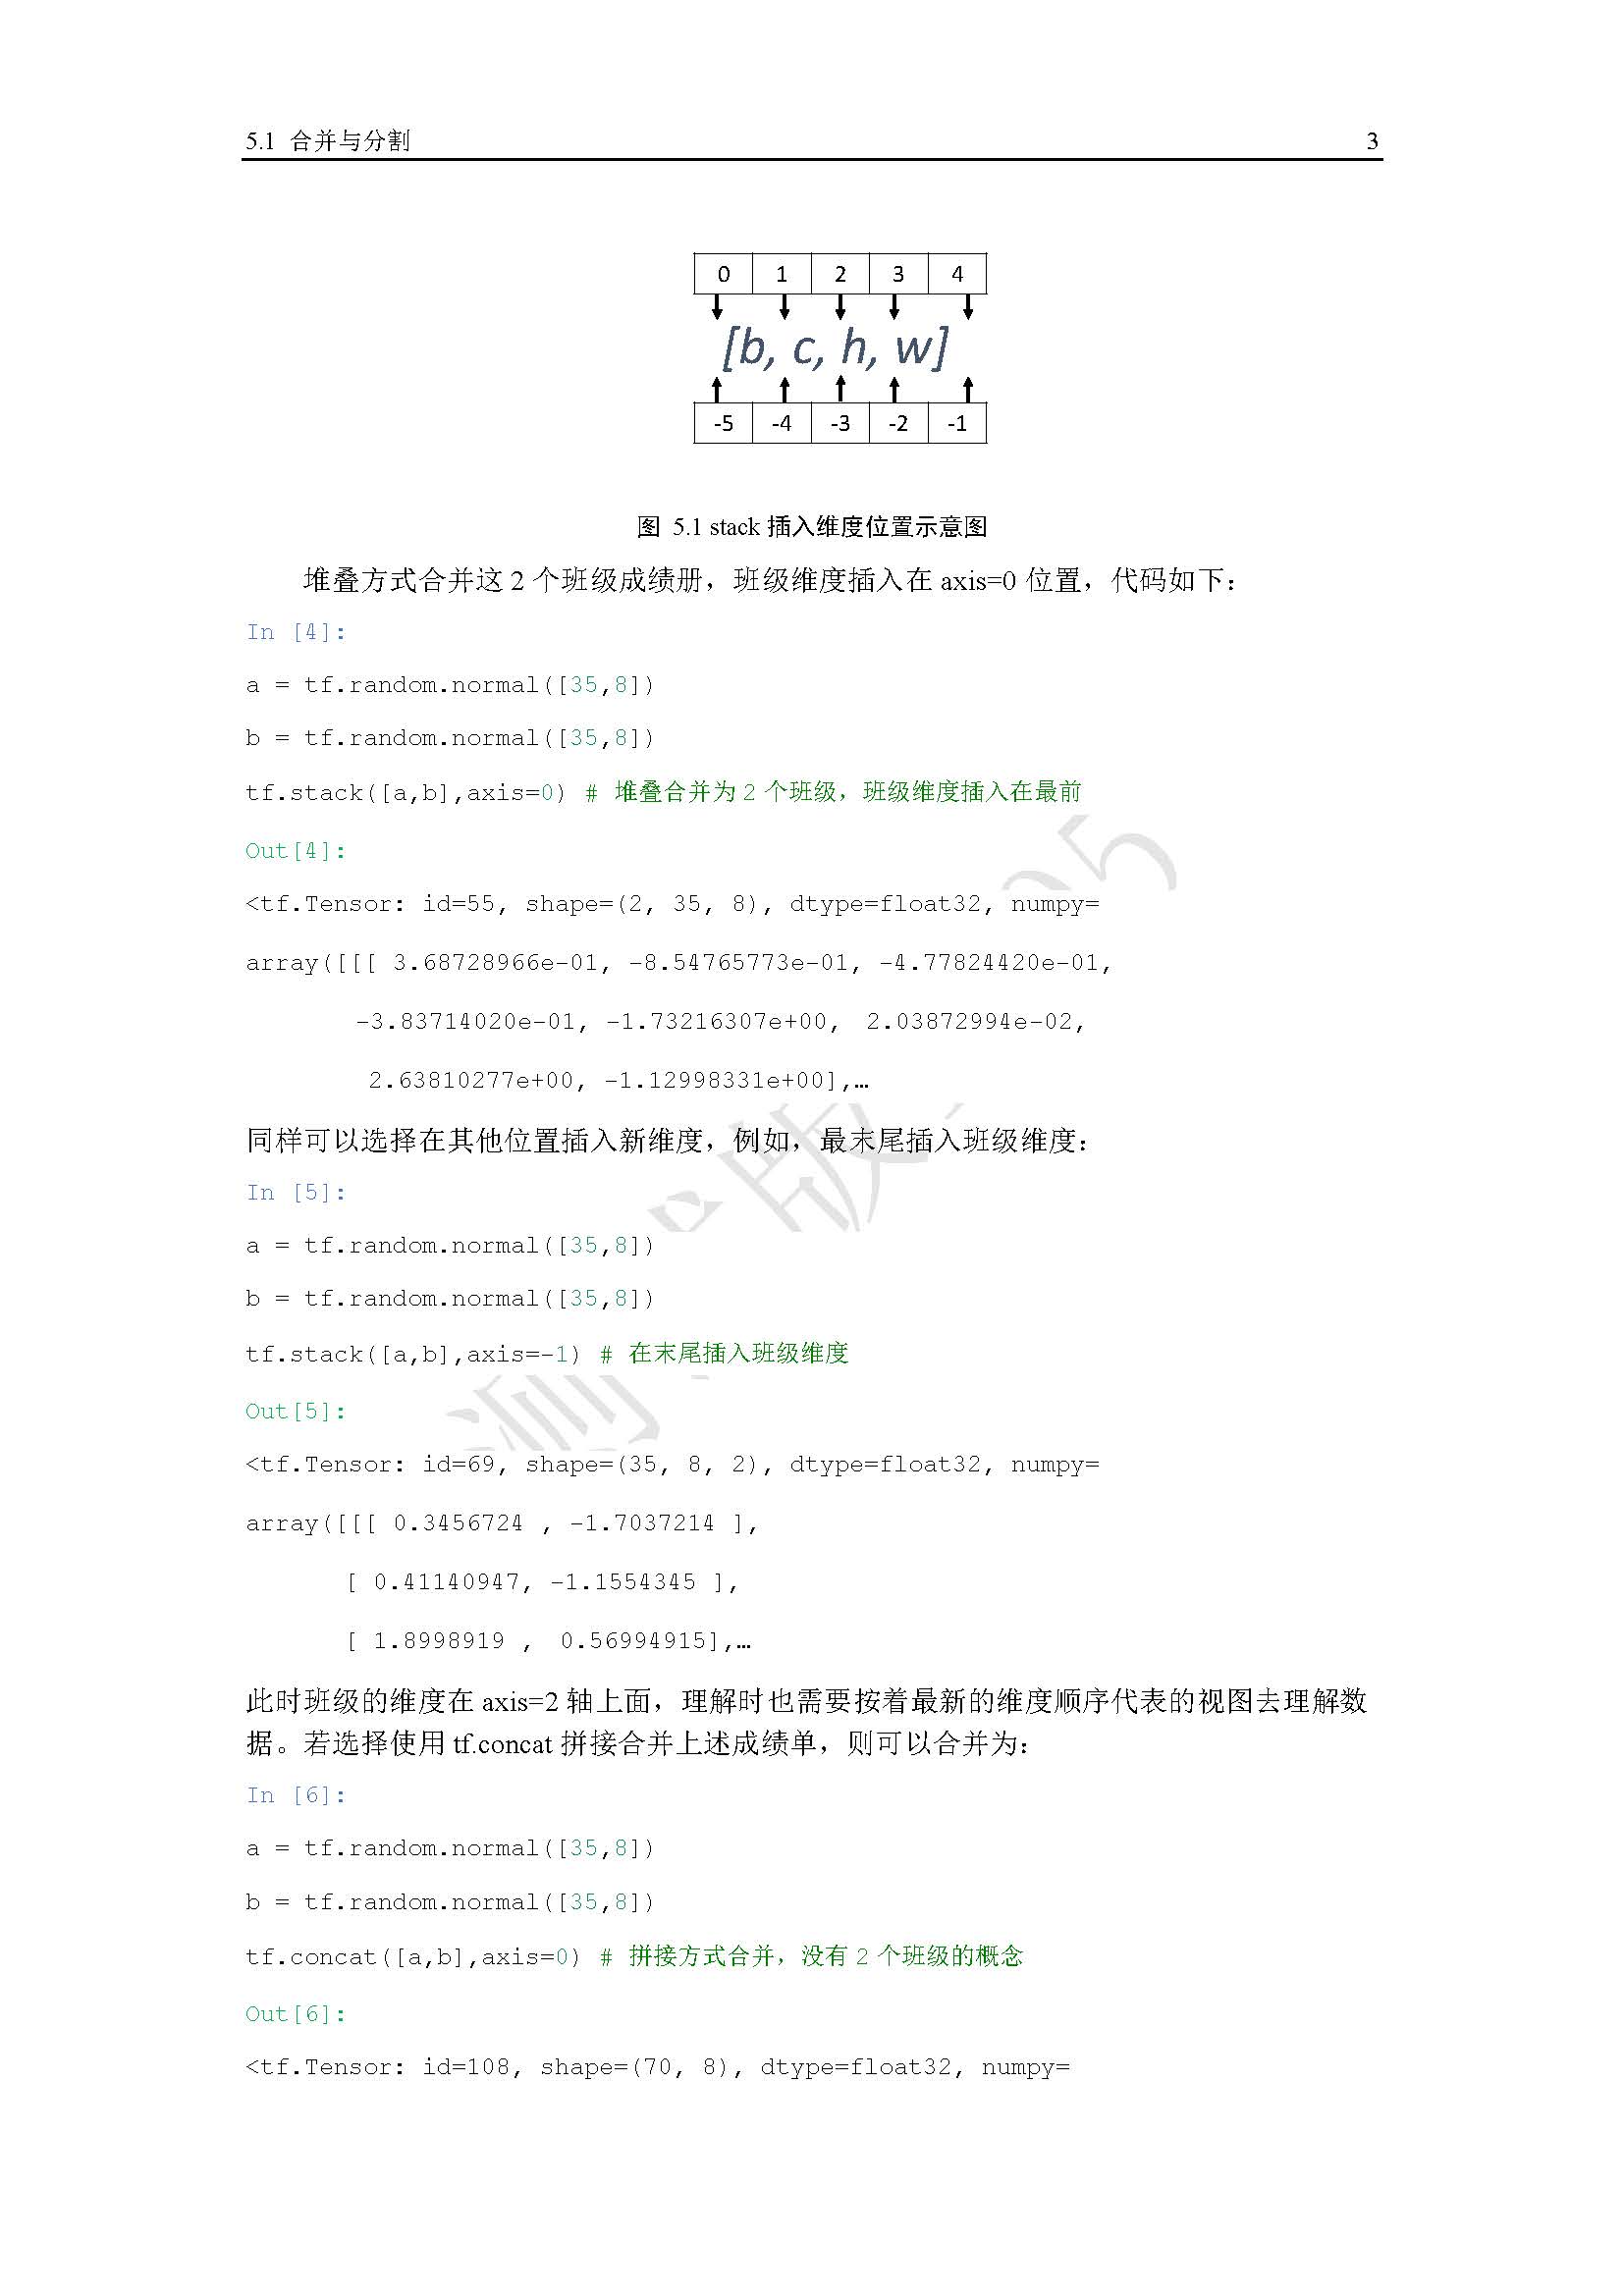 5.1 合并与分割 3
0 1 2 3 4
[b, c, h, w]
-5 -4 -3 -2 -1
图 5.1 stack 插入维度位置示意图
堆叠方式合并这 2 个班级成绩册，班级维度插入在 axis=0 位置，代码如下：
In [4]:
a = tf.random.normal([35,8])
b = tf.random.normal([35,8])
tf.stack([a,b],axis=0) # 堆叠合并为 2 个班级，班级维度插入在最前
Out[4]:
<tf.Tensor: id=55, shape=(2, 35, 8), dtype=float32, numpy=
array([[[ 3.68728966e-01, -8.54765773e-01, -4.77824420e-01,
-3.83714020e-01, -1.73216307e+00, 2.03872994e-02,
2.63810277e+00, -1.12998331e+00],…
同样可以选择在其他位置插入新维度，例如，最末尾插入班级维度：
In [5]:
a = tf.random.normal([35,8])
b = tf.random.normal([35,8])
tf.stack([a,b],axis=-1) # 在末尾插入班级维度
Out[5]:
<tf.Tensor: id=69, shape=(35, 8, 2), dtype=float32, numpy=
array([[[ 0.3456724 , -1.7037214 ],
[ 0.41140947, -1.1554345 ],
[ 1.8998919 , 0.56994915],…
此时班级的维度在 axis=2 轴上面，理解时也需要按着最新的维度顺序代表的视图去理解数
据。若选择使用 tf.concat 拼接合并上述成绩单，则可以合并为：
In [6]:
a = tf.random.normal([35,8])
b = tf.random.normal([35,8])
tf.concat([a,b],axis=0) # 拼接方式合并，没有 2 个班级的概念
Out[6]:
<tf.Tensor: id=108, shape=(70, 8), dtype=float32, numpy=